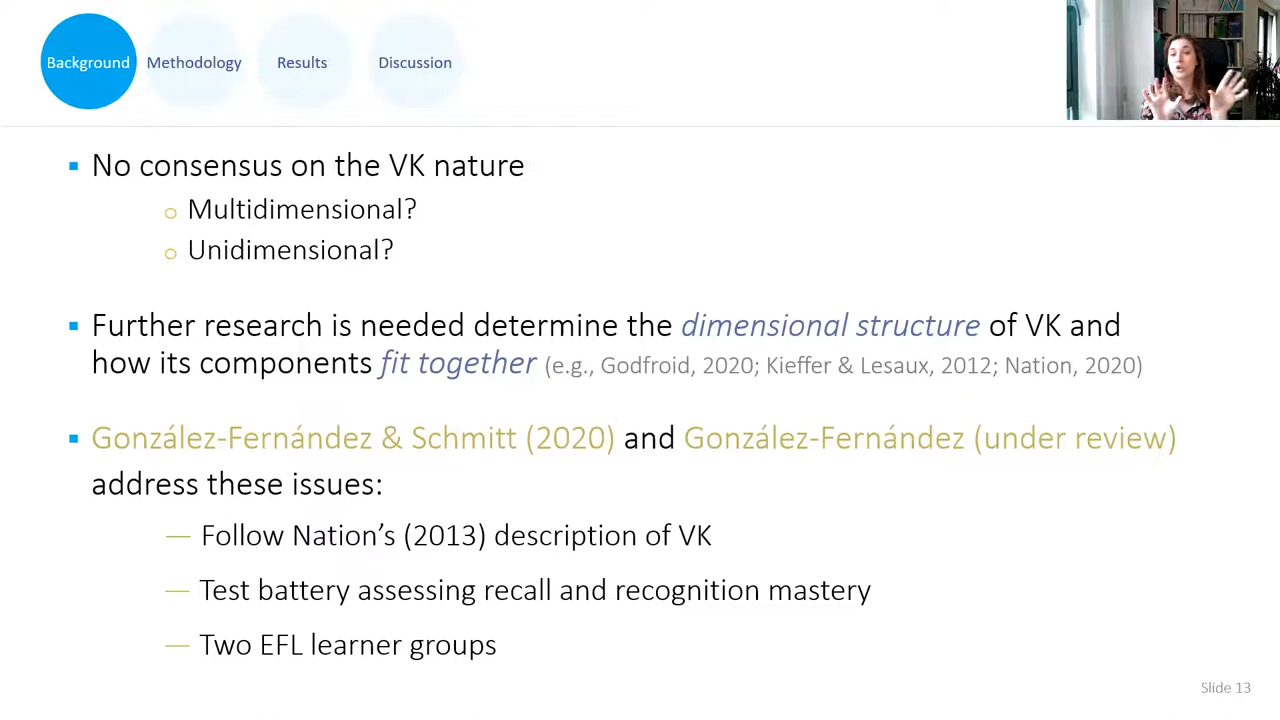 Background Methodology Results Discussion
▪ No consensus on the VK nature
o Multidimensional?
o Unidimensional?
▪ Further research is needed determine the dimensional structure of VK and
how its components fit together (e.g., Godfroid, 2020; Kieffer & Lesaux, 2012; Nation, 2020)
▪ González-Fernández & Schmitt (2020) and González-Fernández (under review)
address these issues:
— Follow Nation’s (2013) description of VK
— Test battery assessing recall and recognition mastery
— Two EFL learner groups
Slide 13